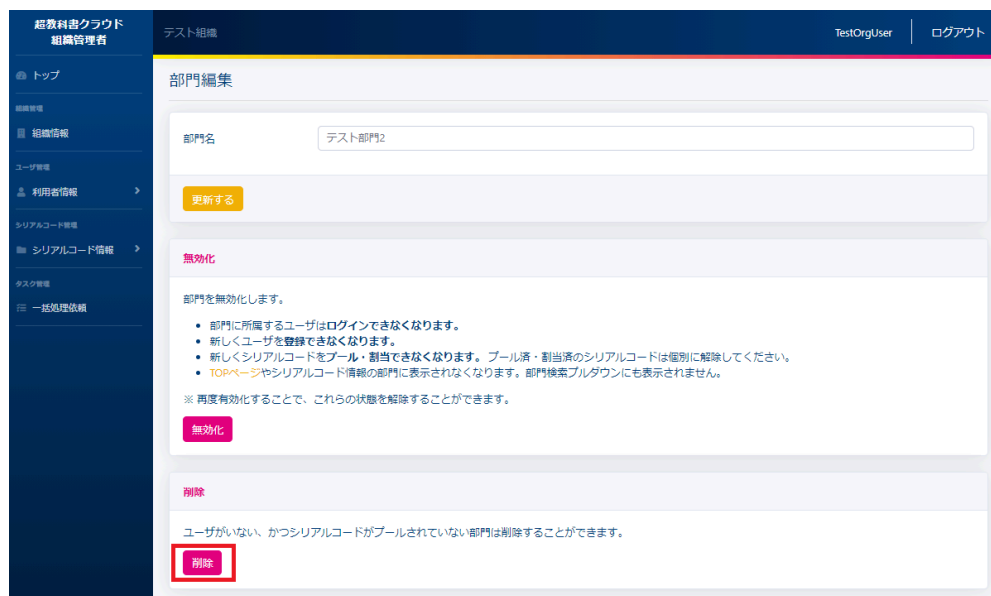 超教科書クラウド
組織管理者
テスト組織
TestOrgUser
ログアウト
トップ
組織管理
組織情報
ユーザ管理
利用者情報
シリアルコード管理
シリアルコード情報
タスク管理
一括処理依頼
部門編集
部門名
テスト部門2
更新する
無効化
部門を無効化します。
• 部門に所属するユーザはログインできなくなります。
• 新しくユーザを登録できなくなります。
• 新しくシリアルコードをプール・割当できなくなります。プール済・割当済のシリアルコードは個別に解除してください。
• TOPページやシリアルコード情報の部門に表示されなくなります。部門検索プルダウンにも表示されません。
※ 再度有効化することで、これらの状態を解除することができます。
無効化
削除
ユーザがいない、かつシリアルコードがプールされていない部門は削除することができます。
削除